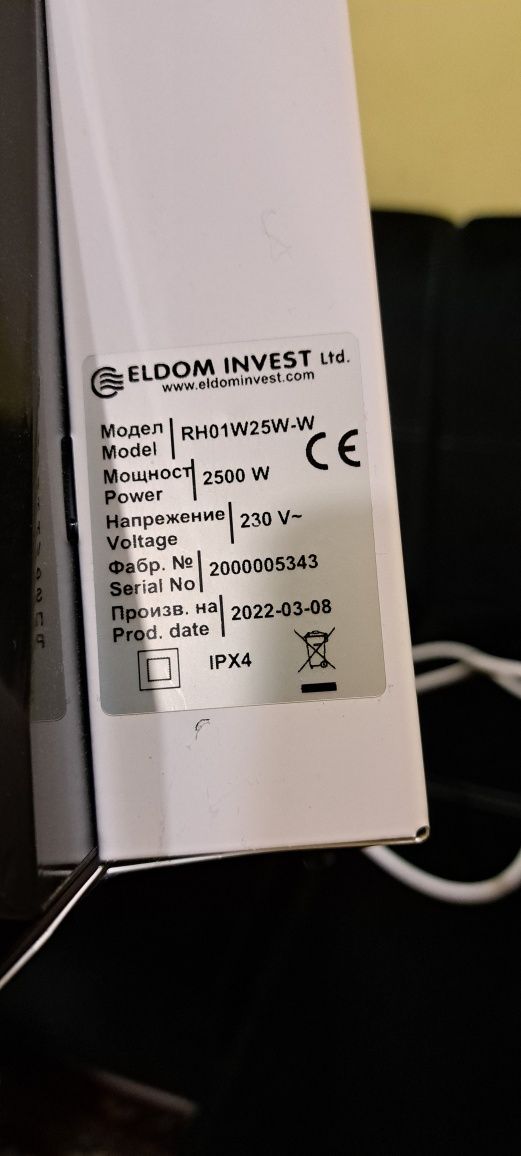 ELDOM INVEST Ltd.
www.eldominvest.com
Модел
Model
RH01W25W-W
CE
Мощност
Power
2500 W
Напрежение
Voltage
230 V~
Фабр. №
Serial No
2000005343
Произв. на
Prod. date
2022-03-08
IPX4